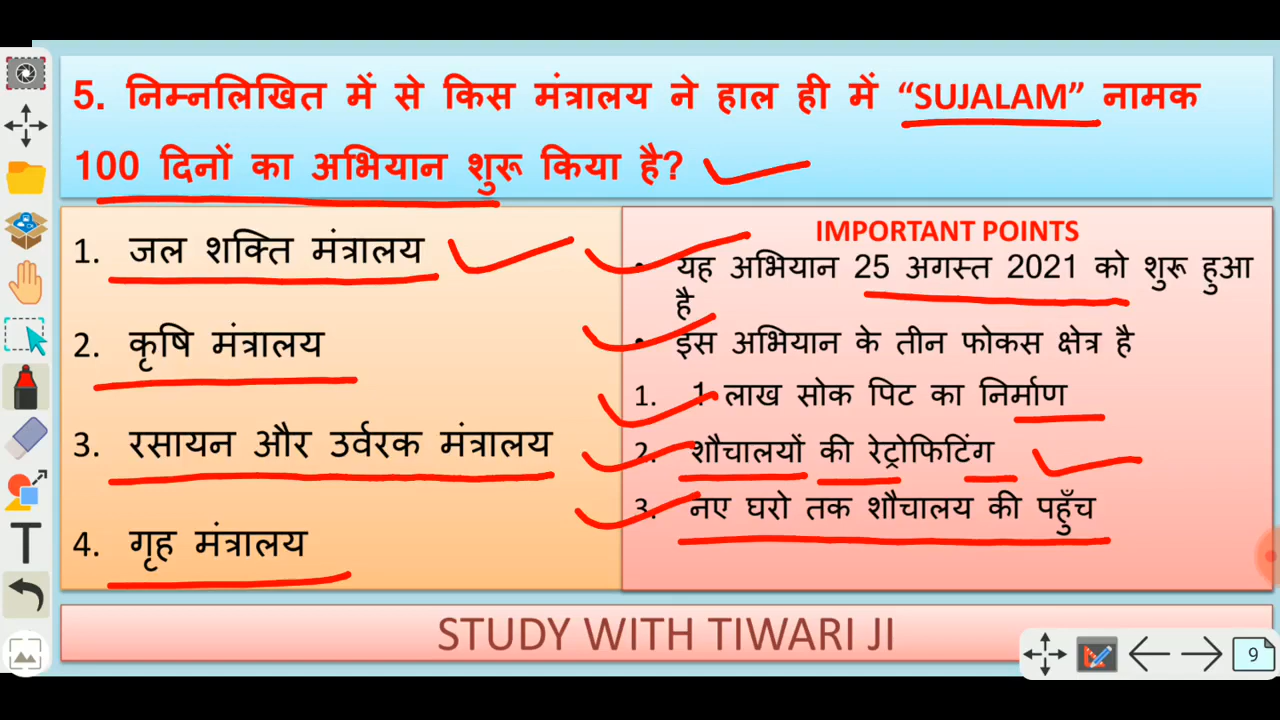 5. निम्नलिखित में से किस मंत्रालय ने हाल ही में “SUJALAM” नामक
100 दिनों का अभियान शुरू किया है?
1. जल शक्ति मंत्रालय
2. कृषि मंत्रालय
3. रसायन और उर्वरक मंत्रालय
4. गृह मंत्रालय
IMPORTANT POINTS
• यह अभियान 25 अगस्त 2021 को शुरू हुआ
है
• इस अभियान के तीन फोकस क्षेत्र है
1. 1 लाख सोक पिट का निर्माण
2. शौचालयों की रेट्रोफिटिंग
3. नए घरो तक शौचालय की पहुँच
STUDY WITH TIWARI JI
T
9